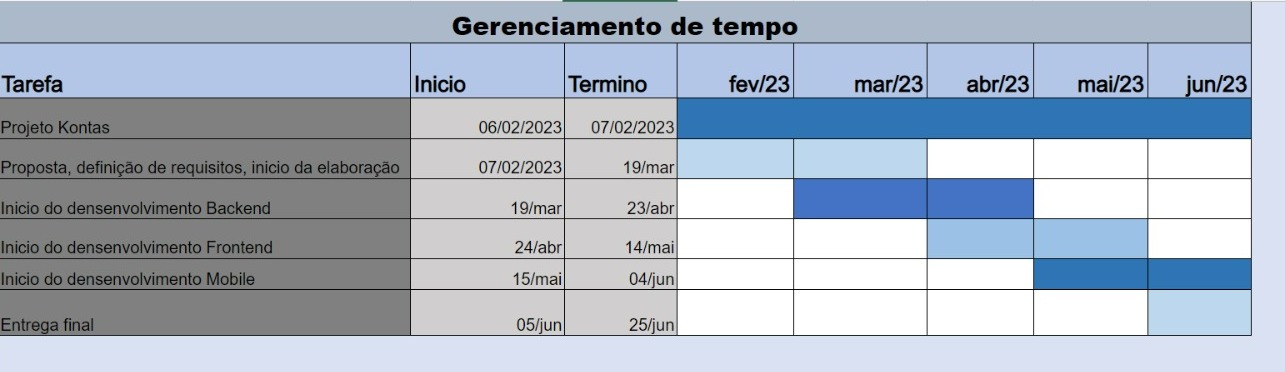 Gerenciamento de tempo
Tarefa Inicio Termino fev/23 mar/23 abr/23 mai/23 jun/23
Projeto Kontas 06/02/2023 07/02/2023
Proposta, definição de requisitos, inicio da elaboração 07/02/2023 19/mar
Inicio do densenvolvimento Backend 19/mar 23/abr
Inicio do densenvolvimento Frontend 24/abr 14/mai
Inicio do densenvolvimento Mobile 15/mai 04/jun
Entrega final 05/jun 25/jun